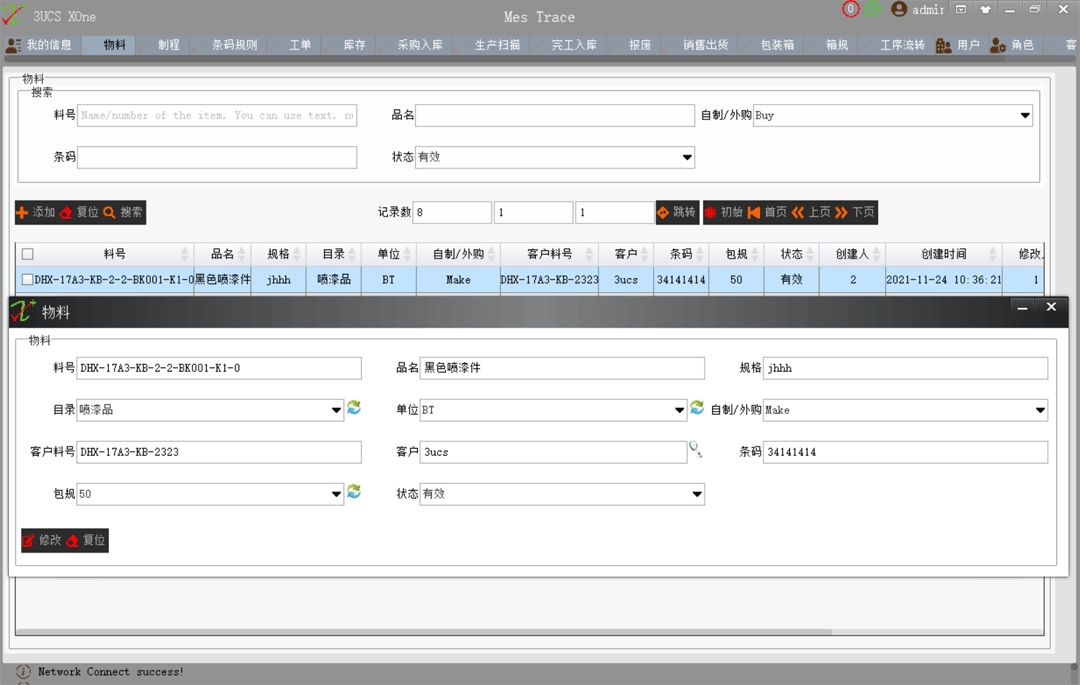 3UCS XOne Mes Trace 0 admin
我的信息 物料 制程 条码规则 工单 库存 采购入库 生产扫描 完工入库 报废 销售出货 包装箱 箱规 工序流转 用户 角色 客
物料
搜索
料号 Name/number of the item. You can use text, n 品名 自制/外购 Buy
条码 状态 有效
添加 复位 搜索 记录数 8 1 1 跳转 初始 首页 上页 下页
料号 品名 规格 目录 单位 自制/外购 客户料号 客户 条码 包规 状态 创建人 创建时间 修改
DHX-17A3-KB-2-2-BK001-K1-0 黑色喷漆件 jhhh 喷漆品 BT Make DHX-17A3-KB-2323 3ucs 34141414 50 有效 2 2021-11-24 10:36:21 1
物料
物料
料号 DHX-17A3-KB-2-2-BK001-K1-0 品名 黑色喷漆件 规格 jhhh
目录 喷漆品 单位 BT 自制/外购 Make
客户料号 DHX-17A3-KB-2323 客户 3ucs 条码 34141414
包规 50 状态 有效
修改 复位
Network Connect success!